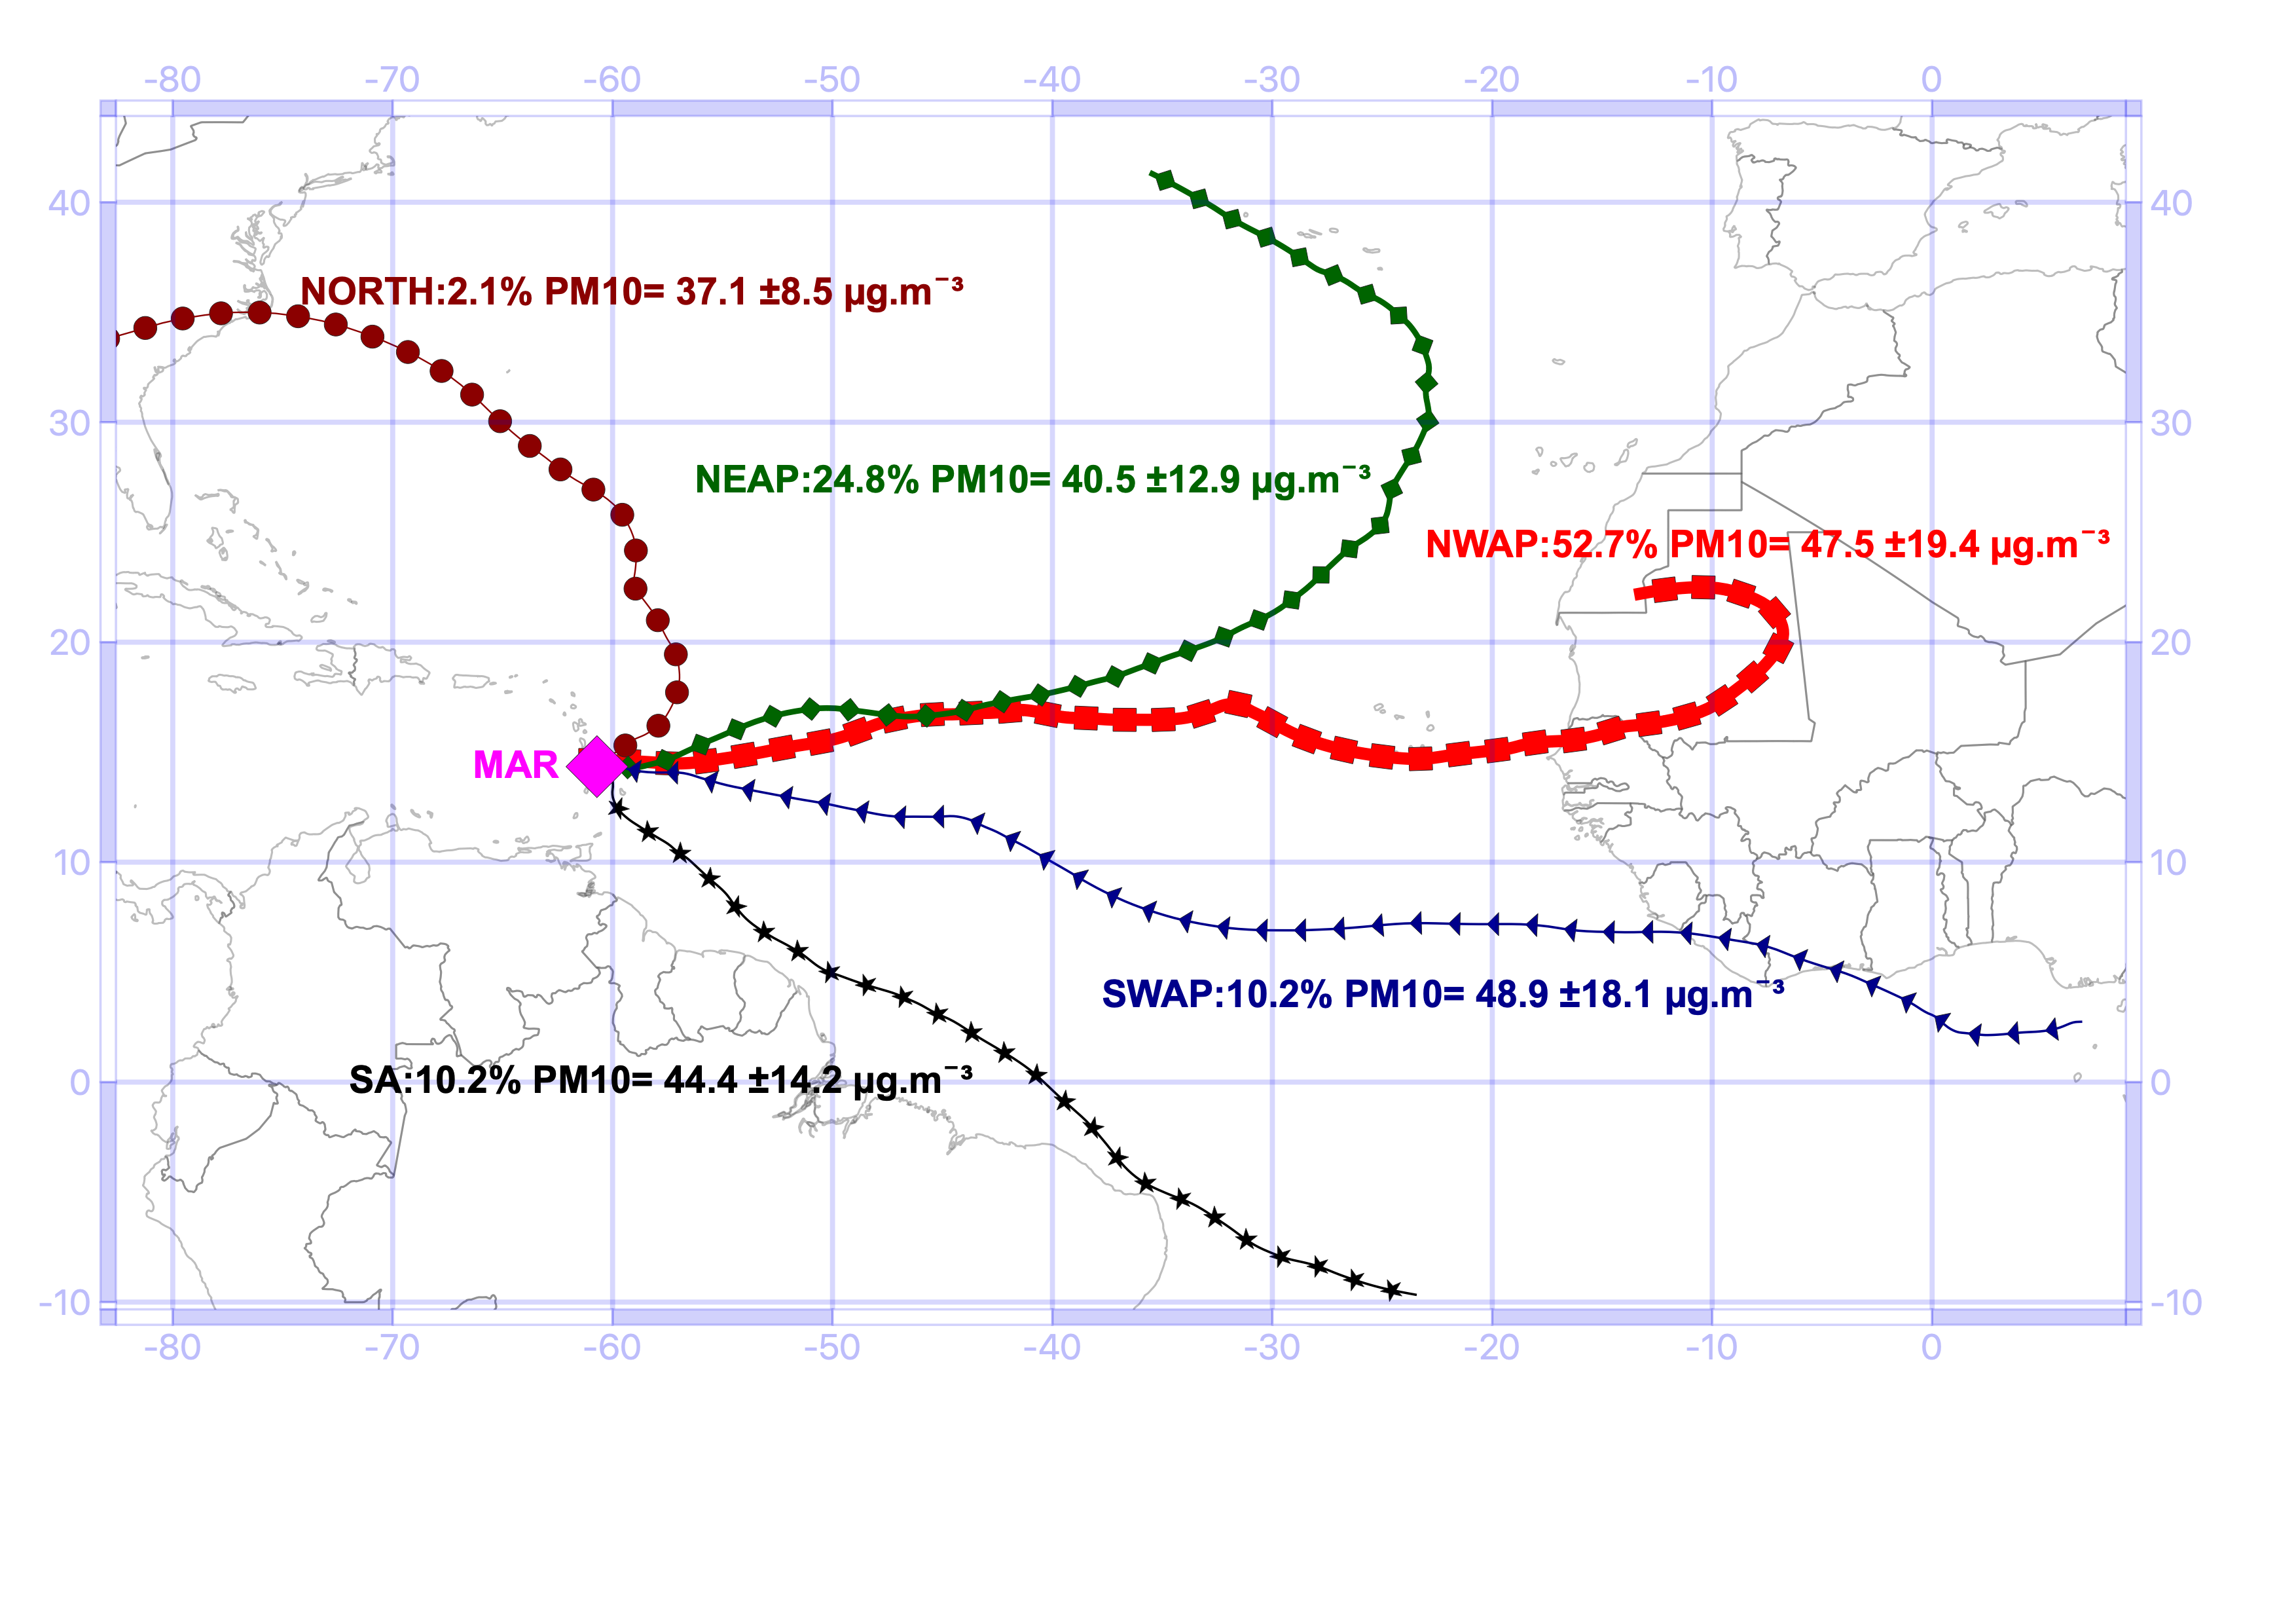 -80 -70 -60 -50 -40 -30 -20 -10 0
40 40
NORTH:2.1% PM10= 37.1 ±8.5 µg.m⁻³
30 30
NEAP:24.8% PM10= 40.5 ±12.9 µg.m⁻³
NWAP:52.7% PM10= 47.5 ±19.4 µg.m⁻³
20 20
MAR
10 10
SWAP:10.2% PM10= 48.9 ±18.1 µg.m⁻³
0 SA:10.2% PM10= 44.4 ±14.2 µg.m⁻³ 0
-10 -10
-80 -70 -60 -50 -40 -30 -20 -10 0